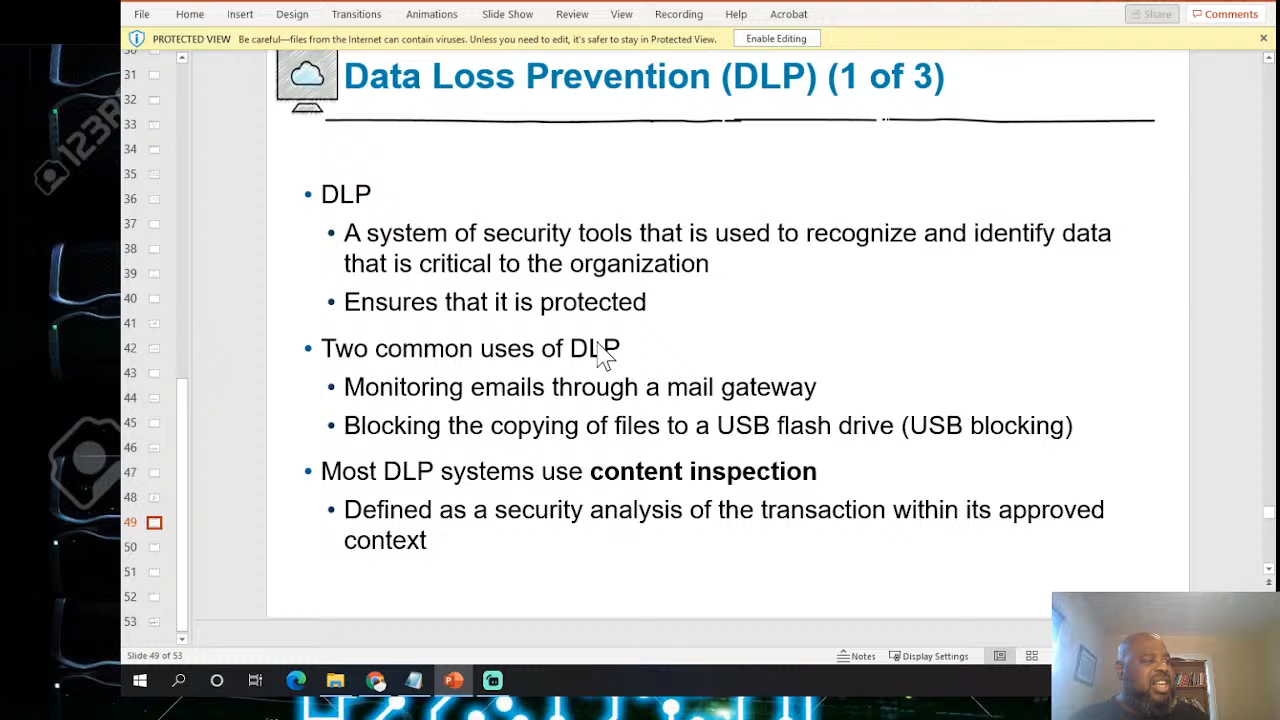 File Home Insert Design Transitions Animations Slide Show Review View Recording Help Acrobat Share Comments
PROTECTED VIEW Be careful—files from the Internet can contain viruses. Unless you need to edit, it's safer to stay in Protected View. Enable Editing
Data Loss Prevention (DLP) (1 of 3)
• DLP
• A system of security tools that is used to recognize and identify data
that is critical to the organization
• Ensures that it is protected
• Two common uses of DLP
• Monitoring emails through a mail gateway
• Blocking the copying of files to a USB flash drive (USB blocking)
• Most DLP systems use content inspection
• Defined as a security analysis of the transaction within its approved
context
31
32
33
34
35
36
37
38
39
40
41
42
43
44
45
46
47
48
49
50
51
52
53
Slide 49 of 53 Notes Display Settings